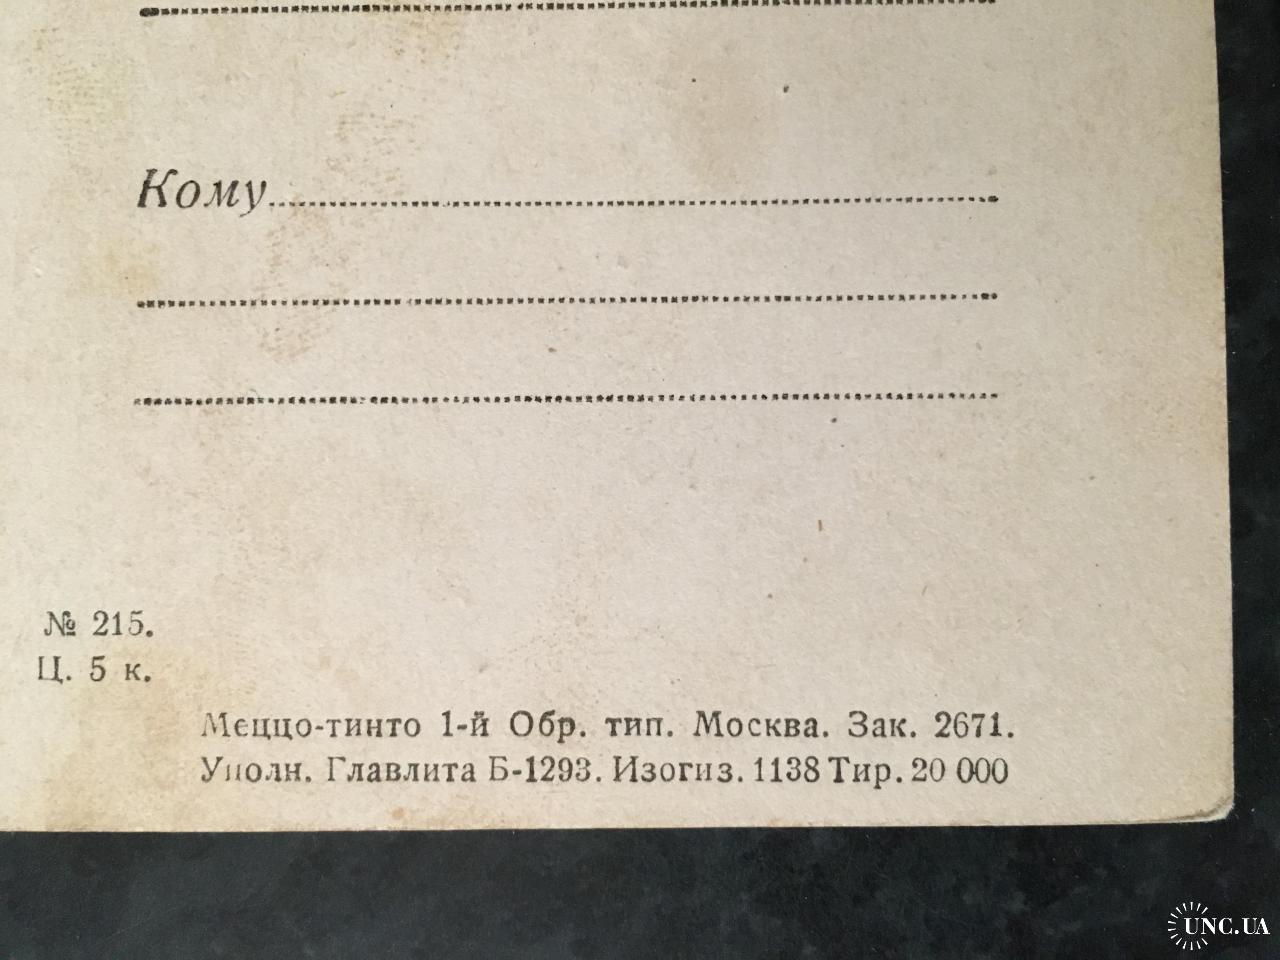 Кому
№ 215.
Ц. 5 к.
Меццо-тинто 1-й Обр. тип. Москва. Зак. 2671.
Уполн. Главлита Б-1293. Изогиз. 1138 Тир. 20 000
UNC.UA